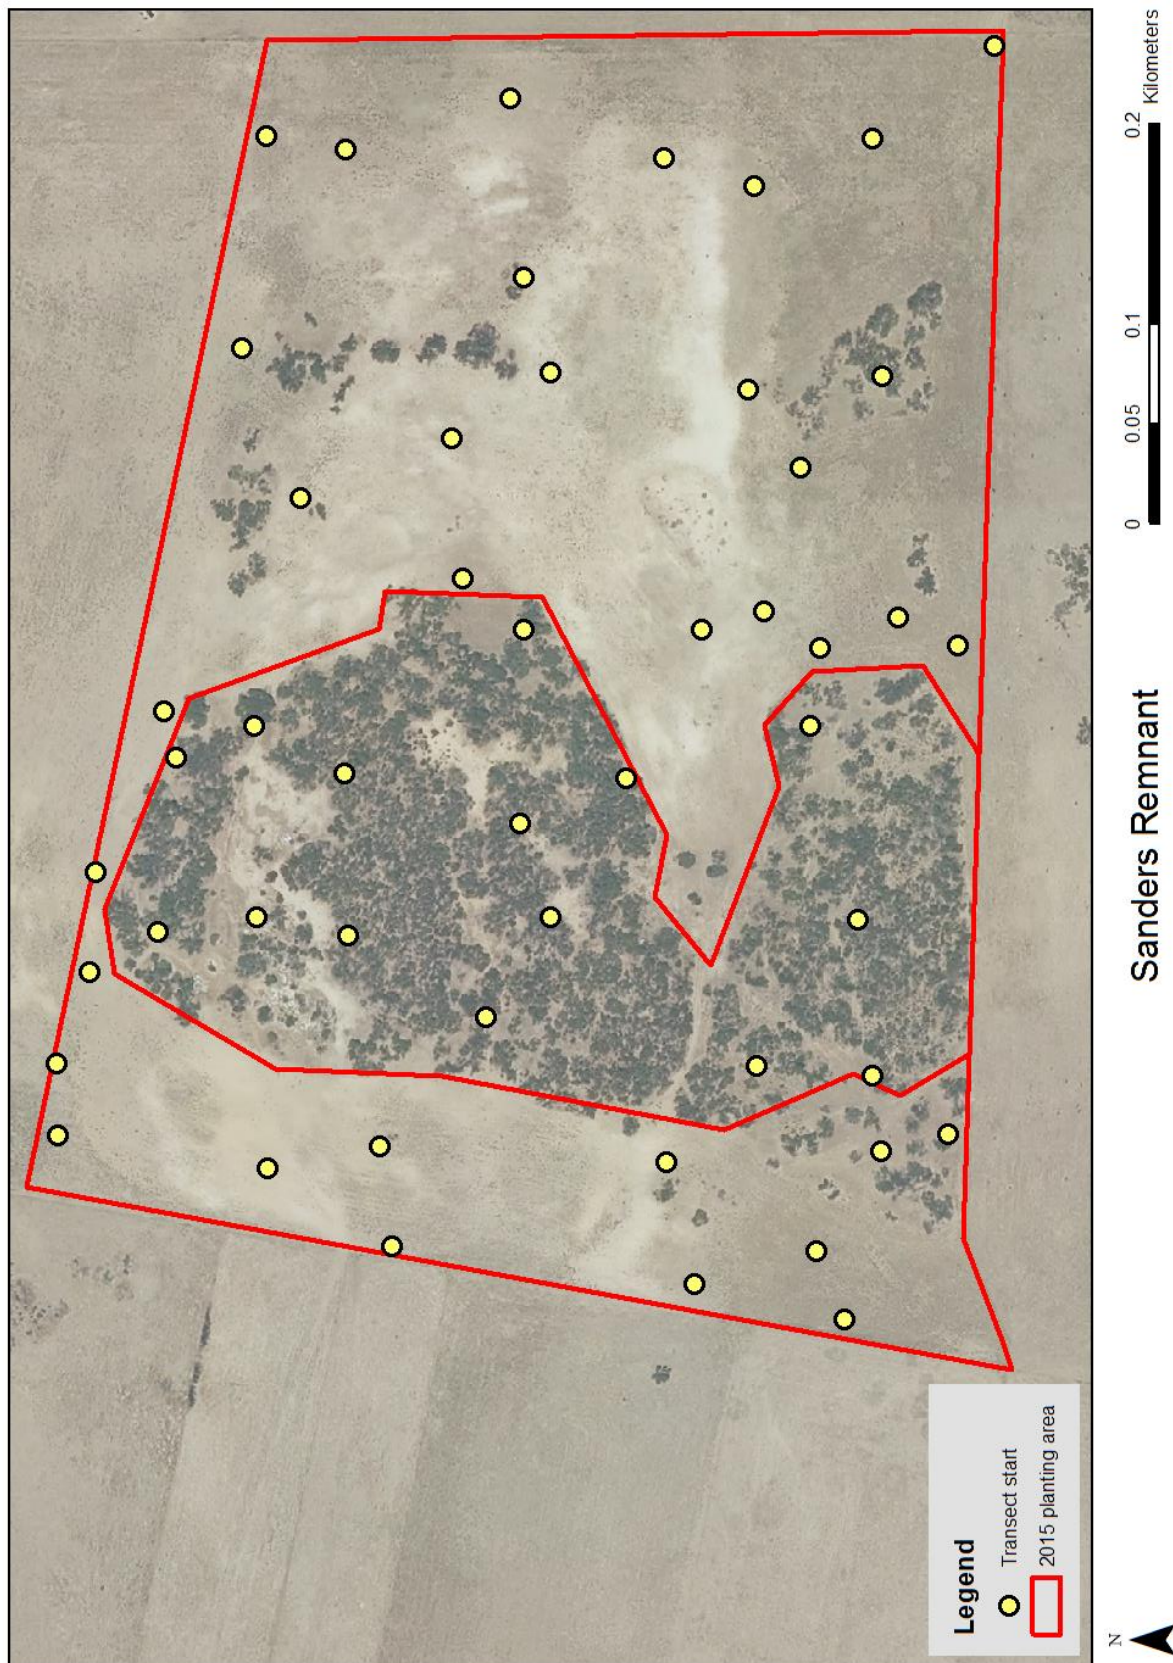 Legend
Transect start
2015 planting area
Sanders Remnant
0 0.05 0.1 0.2
Kilometers
N